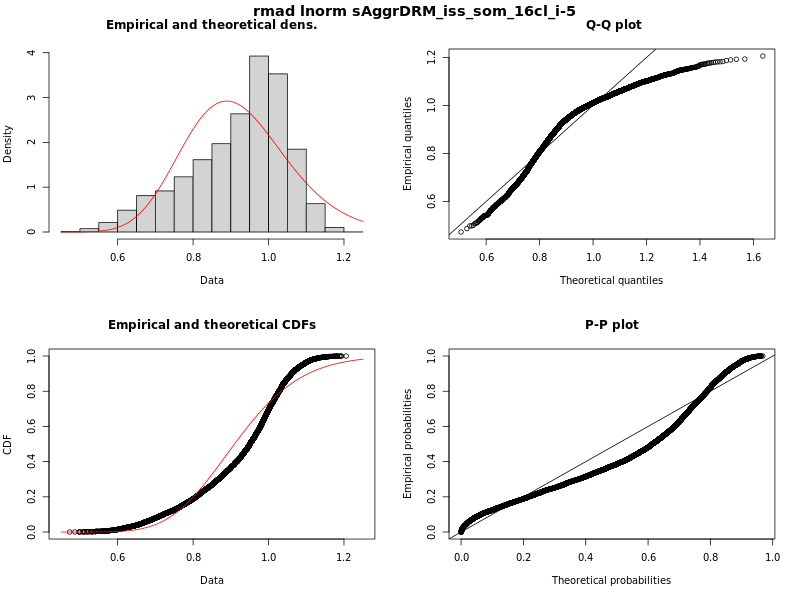 rmad lnorm sAggrDRM_iss_som_16cl_i-5
Empirical and theoretical dens.
Density
0
1
2
3
4
0.6 0.8 1.0 1.2
Data
Q-Q plot
Empirical quantiles
0.6
0.8
1.0
1.2
0.6 0.8 1.0 1.2 1.4 1.6
Theoretical quantiles
Empirical and theoretical CDFs
CDF
0.0
0.2
0.4
0.6
0.8
1.0
0.6 0.8 1.0 1.2
Data
P-P plot
Empirical probabilities
0.0
0.2
0.4
0.6
0.8
1.0
0.0 0.2 0.4 0.6 0.8 1.0
Theoretical probabilities